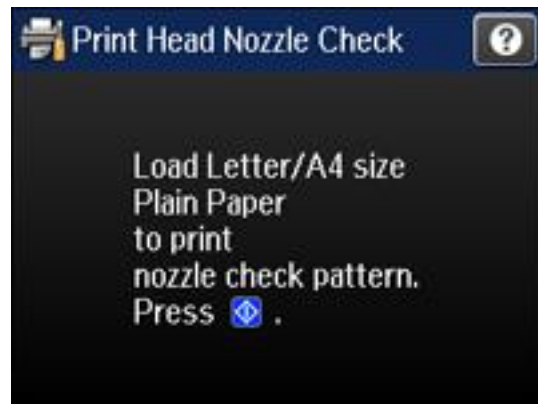 Print Head Nozzle Check
?
Load Letter/A4 size
Plain Paper
to print
nozzle check pattern.
Press .